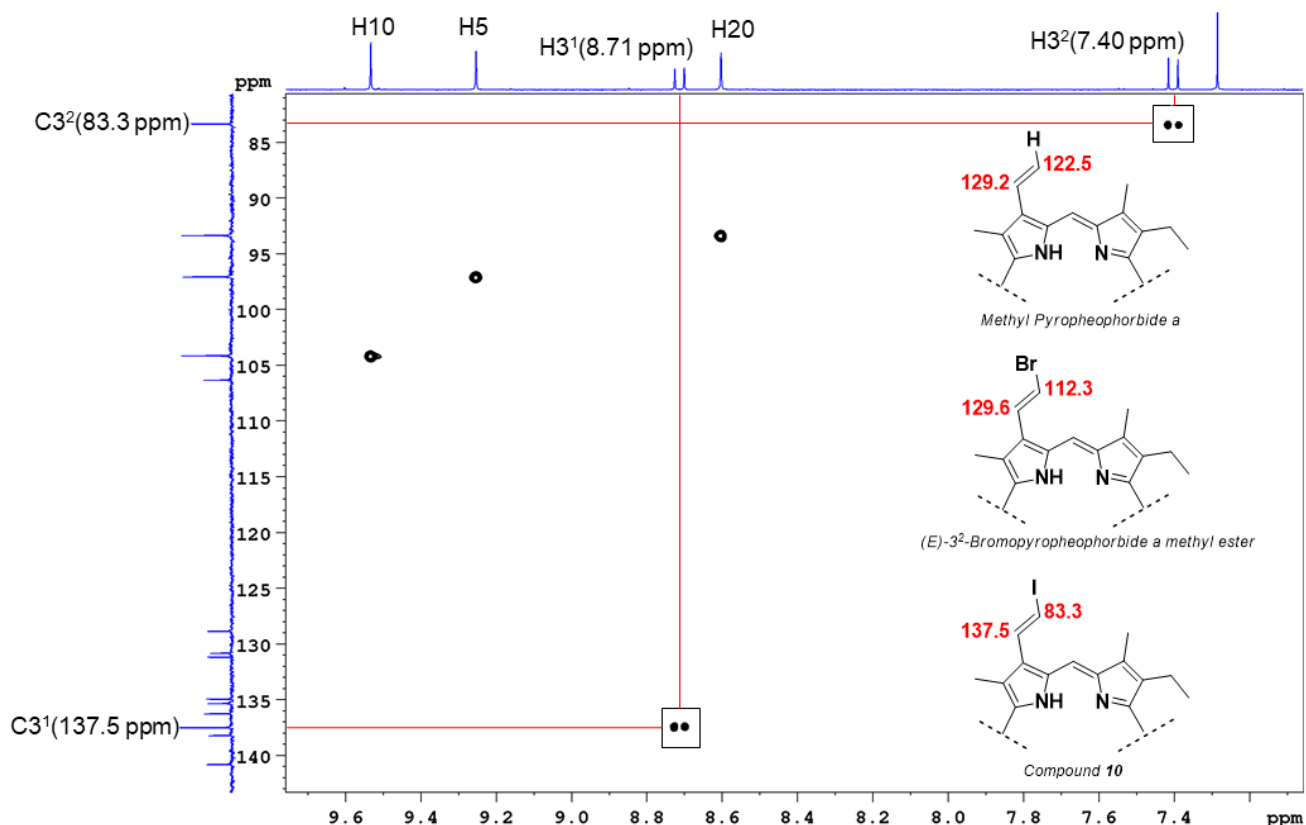 H10
H5
H3¹(8.71 ppm)
H20
H3²(7.40 ppm)
ppm
C3²(83.3 ppm)
85
90
95
100
105
110
115
120
125
130
135
140
C3¹(137.5 ppm)
H
129.2 122.5
NH N
Methyl Pyropheophorbide a
Br
129.6 112.3
NH N
(E)-3²-Bromopyropheophorbide a methyl ester
I
137.5 83.3
NH N
Compound 10
9.6 9.4 9.2 9.0 8.8 8.6 8.4 8.2 8.0 7.8 7.6 7.4 ppm